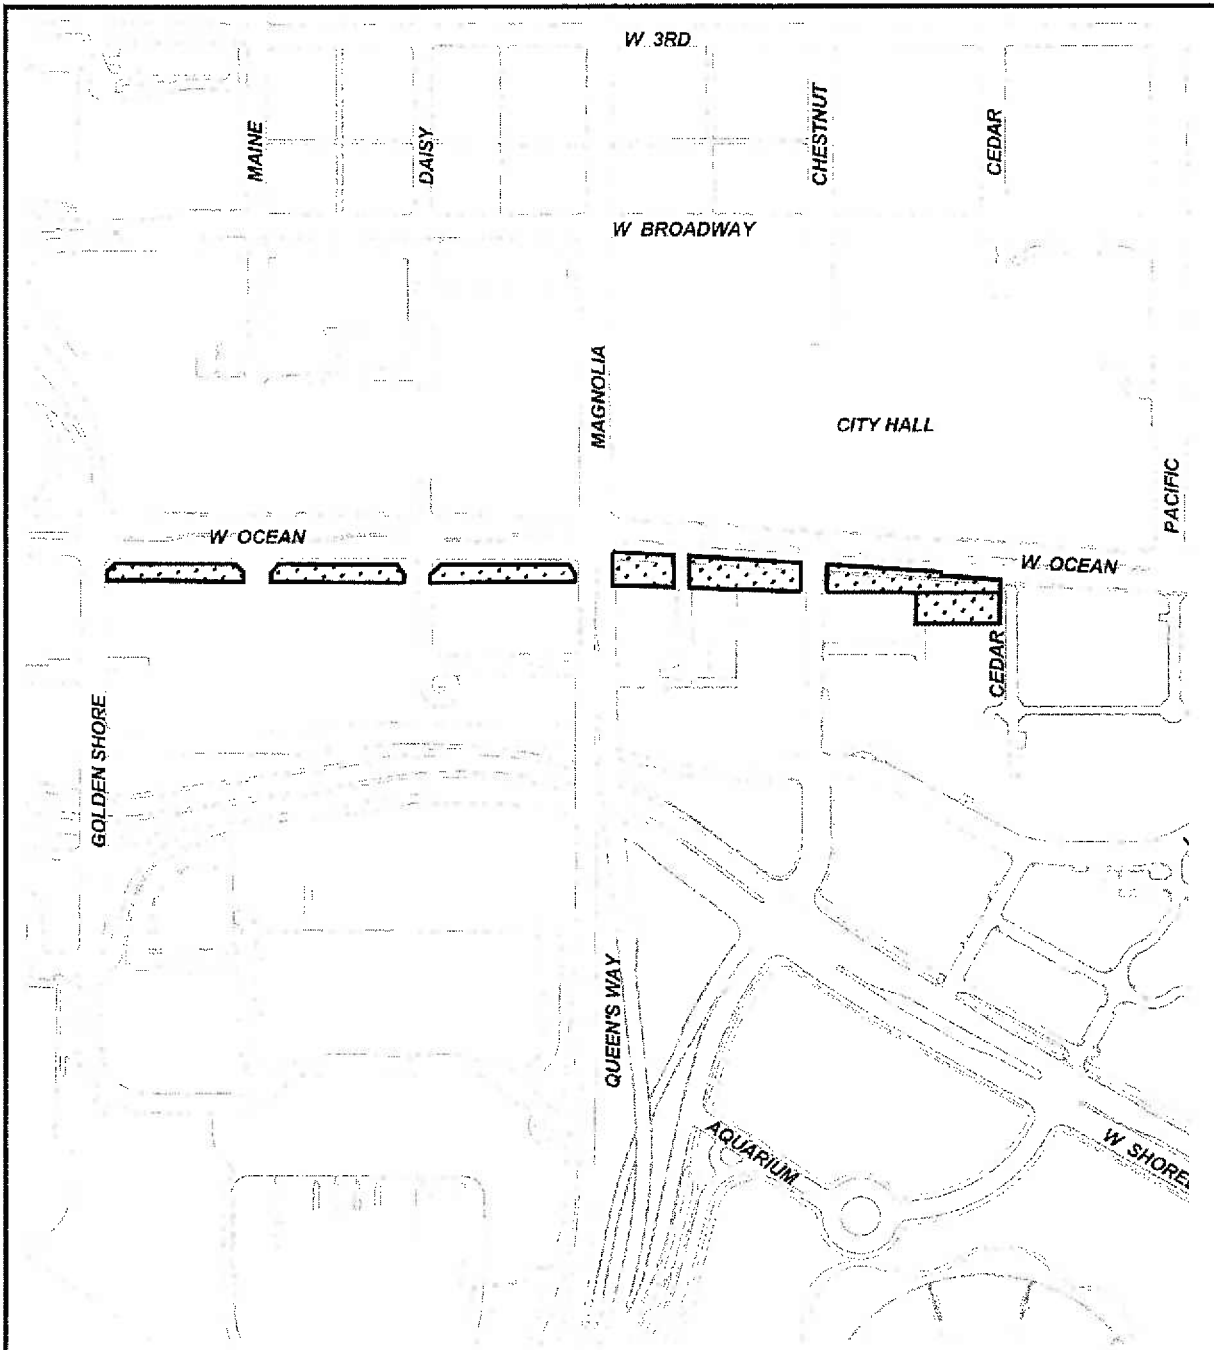 W 3RD
MAINE
DAISY
CHESTNUT
CEDAR
W BROADWAY
MAGNOLIA
CITY HALL
PACIFIC
W OCEAN
W OCEAN
CEDAR
GOLDEN SHORE
QUEEN'S WAY
AQUARIUM
W SHORE